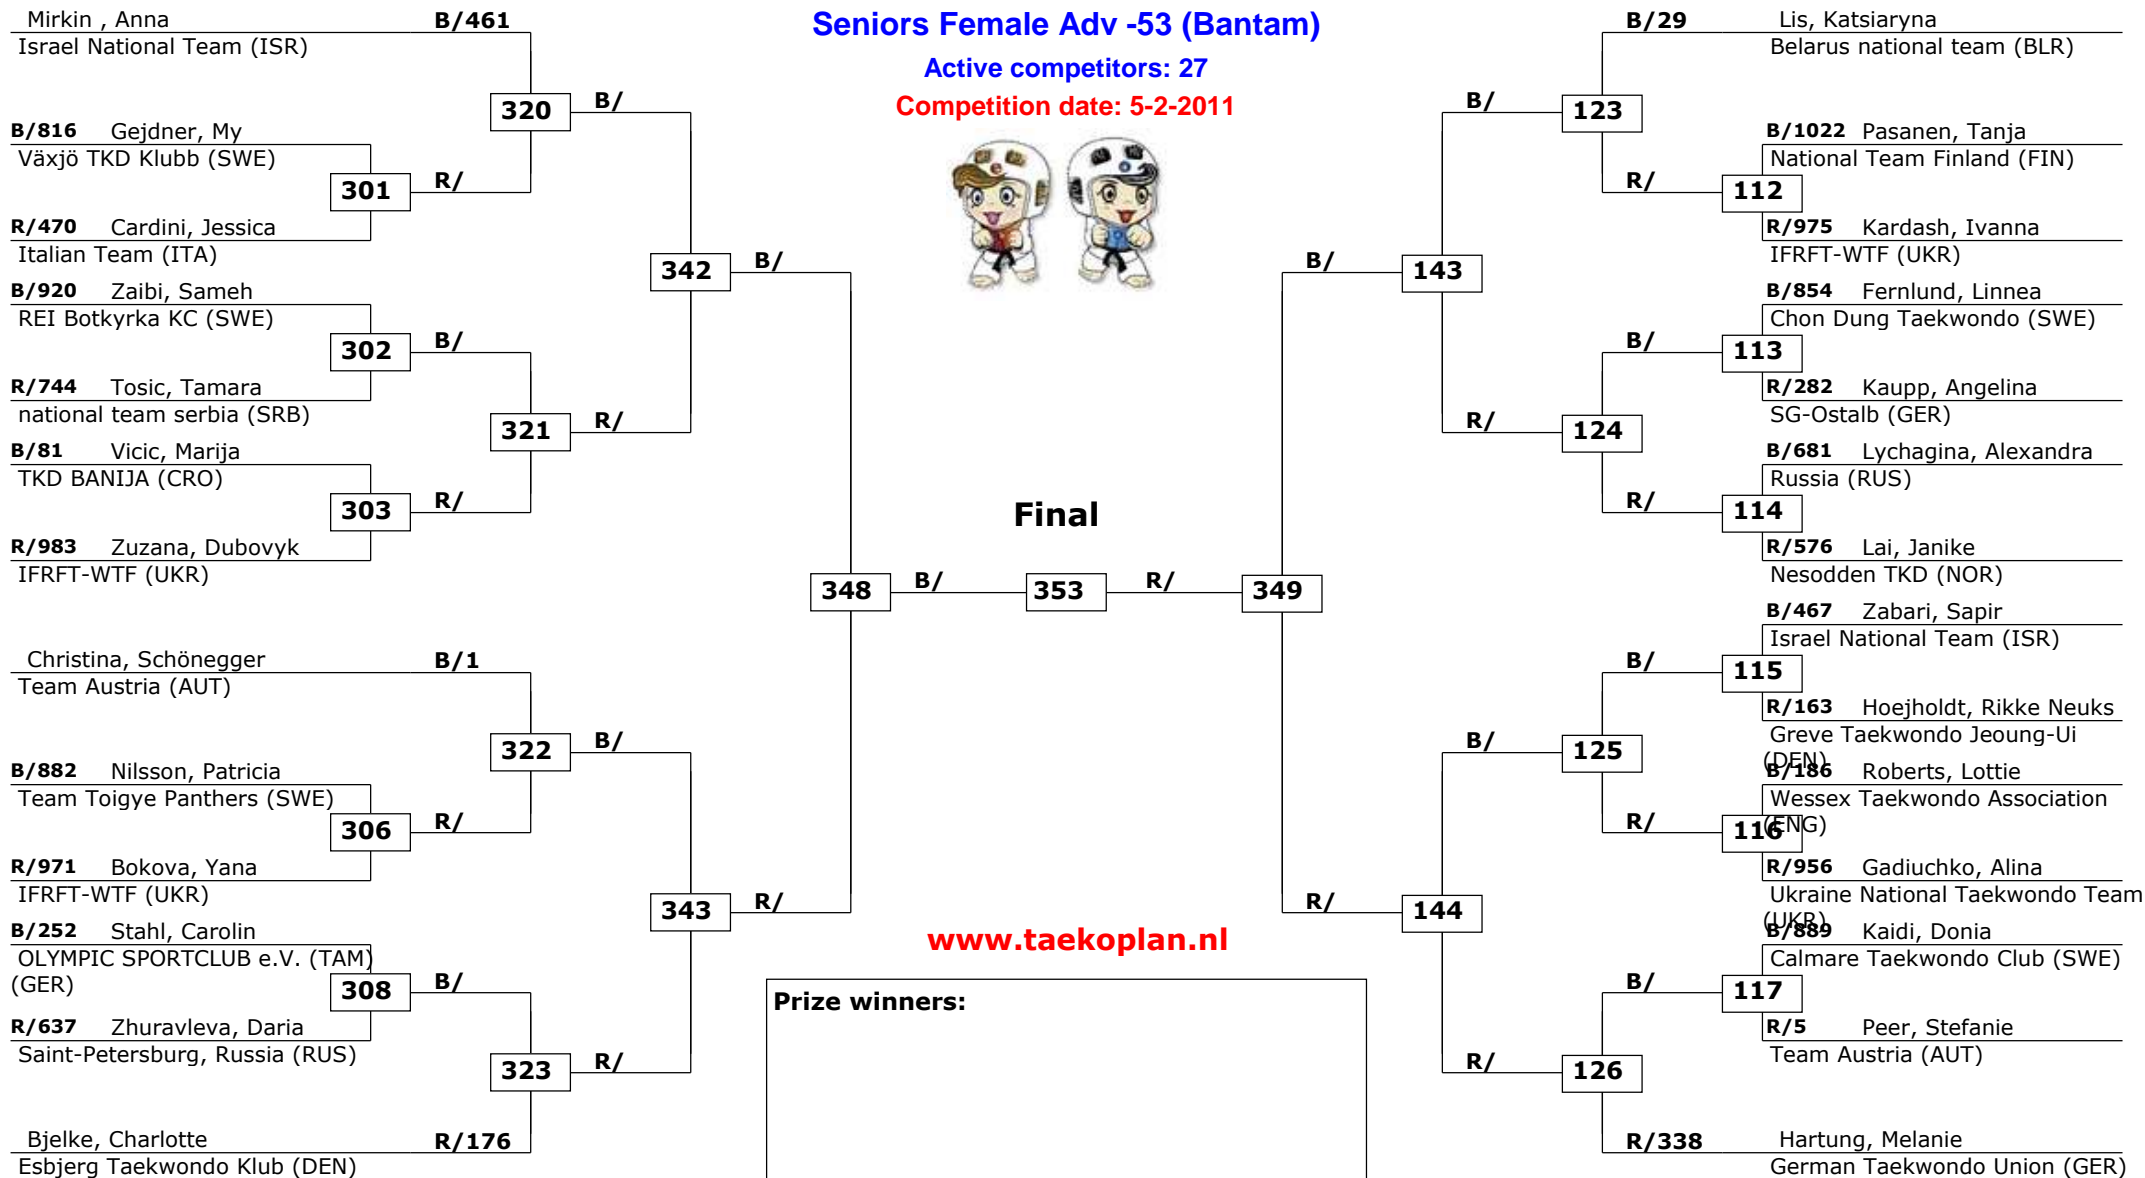 Seniors Female Adv -53 (Bantam)
Active competitors: 27
Competition date: 5-2-2011
Mirkin , Anna
B/461
Israel National Team (ISR)
320
B/
B/816 Gejdner, My
Växjö TKD Klubb (SWE)
301
R/
R/470 Cardini, Jessica
Italian Team (ITA)
342
B/
B/920 Zaibi, Sameh
REI Botkyrka KC (SWE)
302
B/
R/744 Tosic, Tamara
national team serbia (SRB)
321
R/
B/81 Vicic, Marija
TKD BANIJA (CRO)
303
R/
R/983 Zuzana, Dubovyk
IFRFT-WTF (UKR)
348
B/
Christina, Schönegger
B/1
Team Austria (AUT)
322
B/
B/882 Nilsson, Patricia
Team Toigye Panthers (SWE)
306
R/
R/971 Bokova, Yana
IFRFT-WTF (UKR)
343
R/
B/252 Stahl, Carolin
OLYMPIC SPORTCLUB e.V. (TAM)
(GER)
308
B/
R/637 Zhuravleva, Daria
Saint-Petersburg, Russia (RUS)
323
R/
Bjelke, Charlotte
R/176
Esbjerg Taekwondo Klub (DEN)
Final
353
R/
349
www.taekoplan.nl
Prize winners:
B/29 Lis, Katsiaryna
Belarus national team (BLR)
B/
123
B/1022 Pasanen, Tanja
National Team Finland (FIN)
R/
112
R/975 Kardash, Ivanna
IFRFT-WTF (UKR)
B/
143
B/854 Fernlund, Linnea
Chon Dung Taekwondo (SWE)
B/
113
R/282 Kaupp, Angelina
SG-Ostalb (GER)
R/
124
B/681 Lychagina, Alexandra
Russia (RUS)
R/
114
R/576 Lai, Janike
Nesodden TKD (NOR)
B/467 Zabari, Sapir
Israel National Team (ISR)
B/
115
R/163 Hoejholdt, Rikke Neuks
Greve Taekwondo Jeoung-Ui
(DEN)
B/
125
B/186 Roberts, Lottie
Wessex Taekwondo Association
(ENG)
R/
116
R/956 Gadiuchko, Alina
Ukraine National Taekwondo Team
(UKR)
R/
144
B/889 Kaidi, Donia
Calmare Taekwondo Club (SWE)
B/
117
R/5 Peer, Stefanie
Team Austria (AUT)
R/
126
R/338 Hartung, Melanie
German Taekwondo Union (GER)